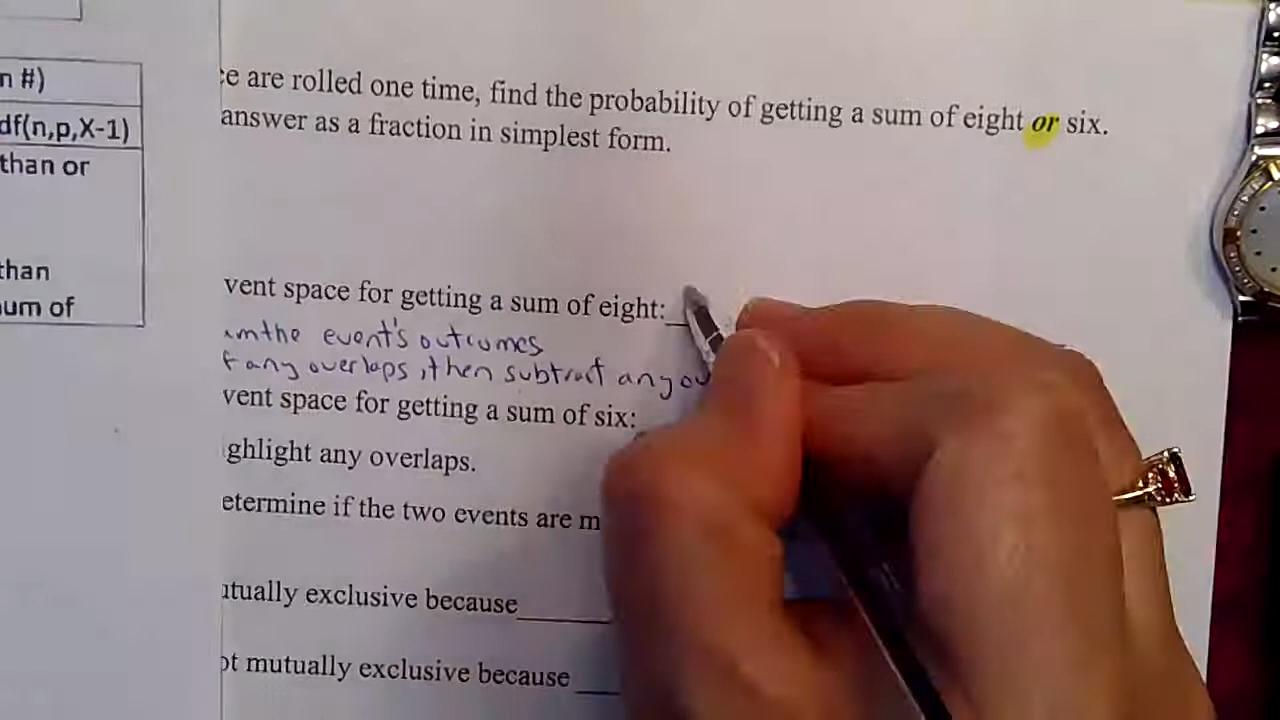 n #)
df(n,p,X-1)
than or
than
um of
e are rolled one time, find the probability of getting a sum of eight or six.
answer as a fraction in simplest form.
vent space for getting a sum of eight:
the event's outcomes
any overlaps, then subtract any ov
vent space for getting a sum of six:
ghlight any overlaps.
etermine if the two events are m
utually exclusive because
ot mutually exclusive because